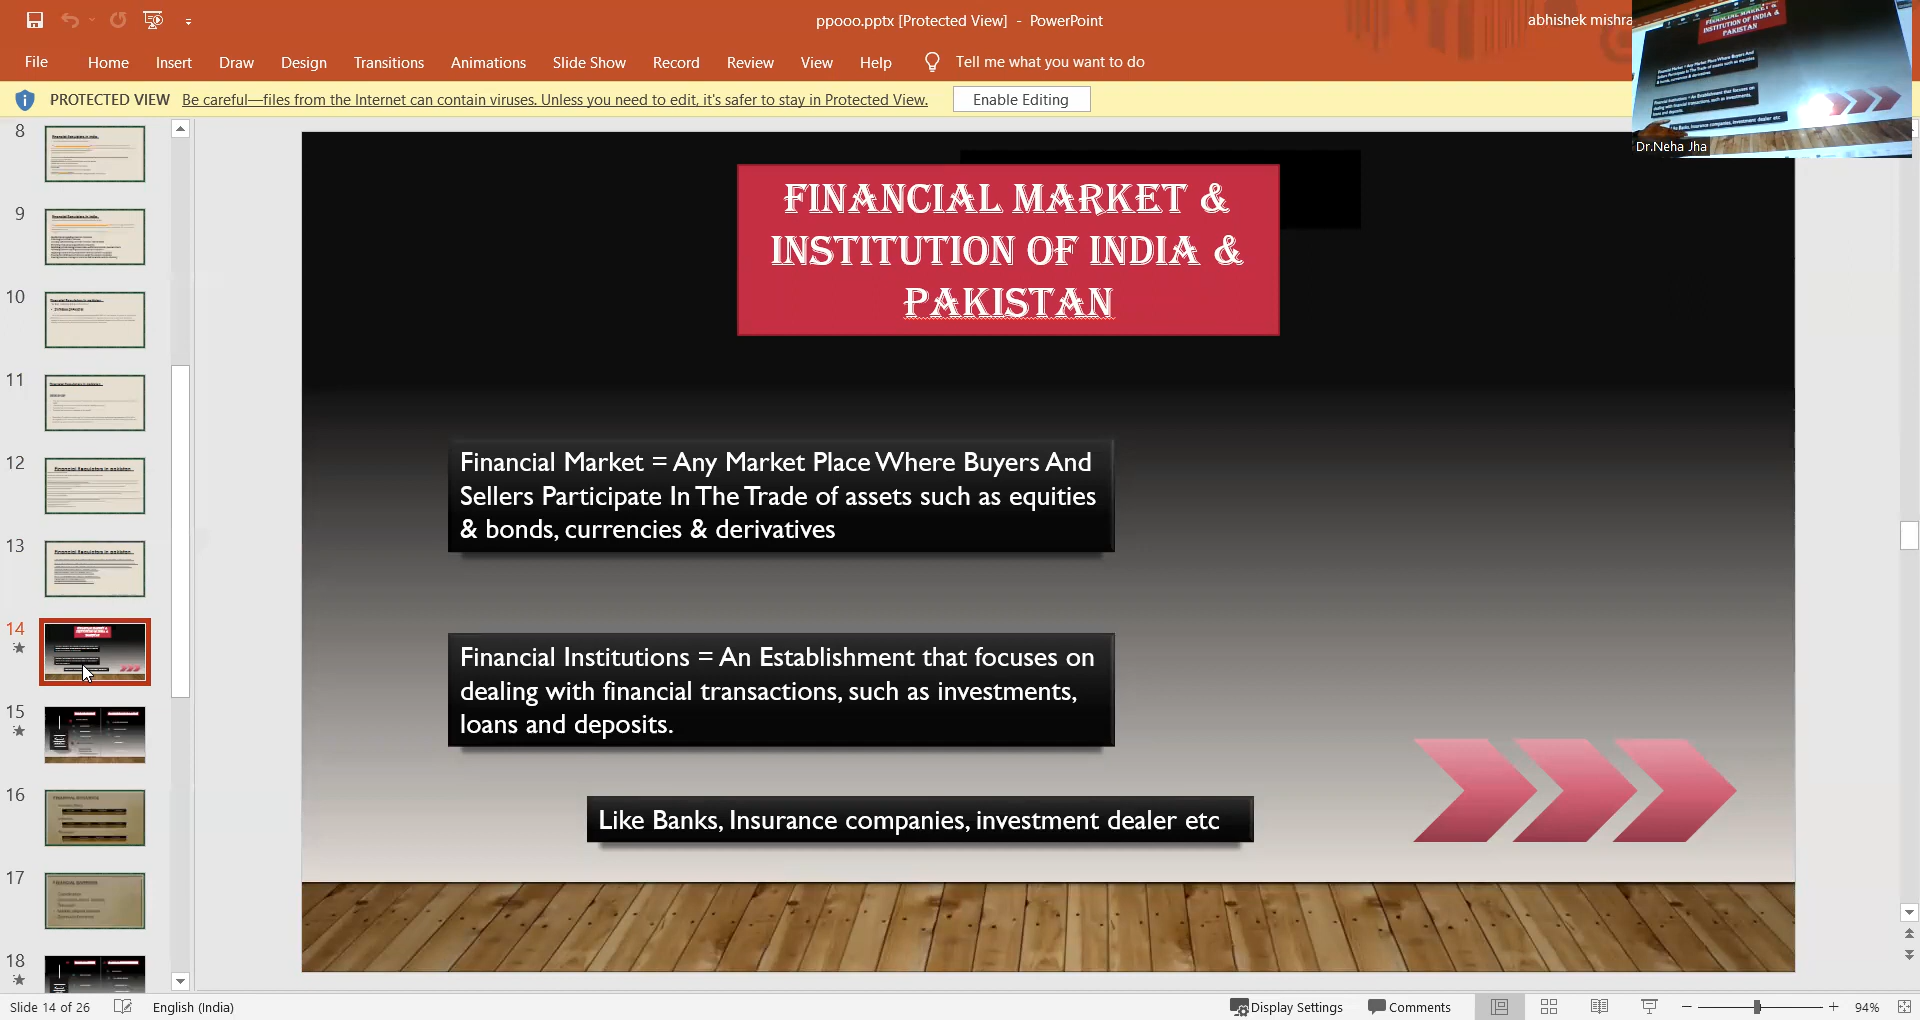 ppooo.pptx [Protected View] - PowerPoint
abhishek mishra
File Home Insert Draw Design Transitions Animations Slide Show Record Review View Help Tell me what you want to do
PROTECTED VIEW Be careful—files from the Internet can contain viruses. Unless you need to edit, it's safer to stay in Protected View. Enable Editing
Dr.Neha Jha
8
9
10
11
12
13
14
15
16
17
18
FINANCIAL MARKET &
INSTITUTION OF INDIA &
PAKISTAN
Financial Market = Any Market Place Where Buyers And
Sellers Participate In The Trade of assets such as equities
& bonds, currencies & derivatives
Financial Institutions = An Establishment that focuses on
dealing with financial transactions, such as investments,
loans and deposits.
Like Banks, Insurance companies, investment dealer etc
Slide 14 of 26 English (India) Display Settings Comments 94%